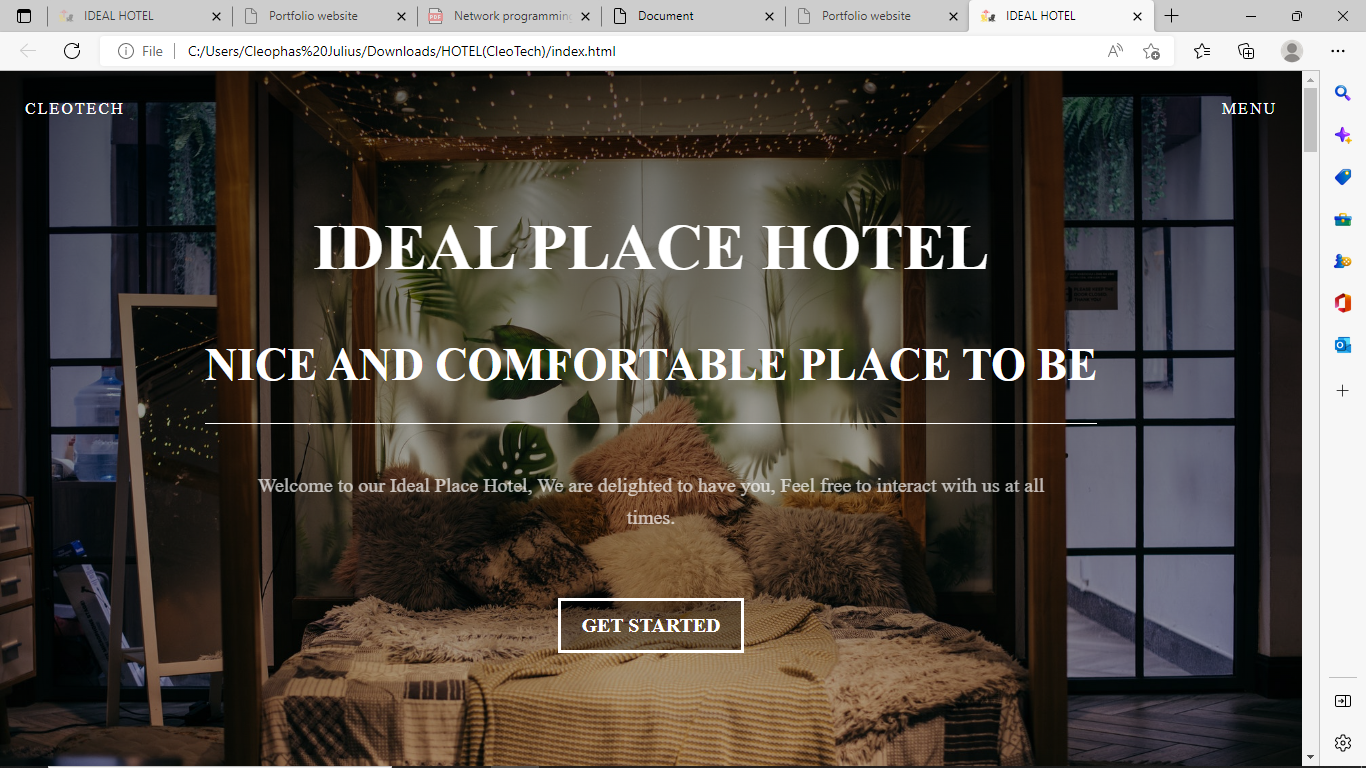 IDEAL HOTEL
Portfolio website
Network programming
Document
Portfolio website
IDEAL HOTEL
File
C:/Users/Cleophas%20Julius/Downloads/HOTEL(CleoTech)/index.html
CLEOTECH
MENU
IDEAL PLACE HOTEL
NICE AND COMFORTABLE PLACE TO BE
Welcome to our Ideal Place Hotel, We are delighted to have you, Feel free to interact with us at all
times.
GET STARTED